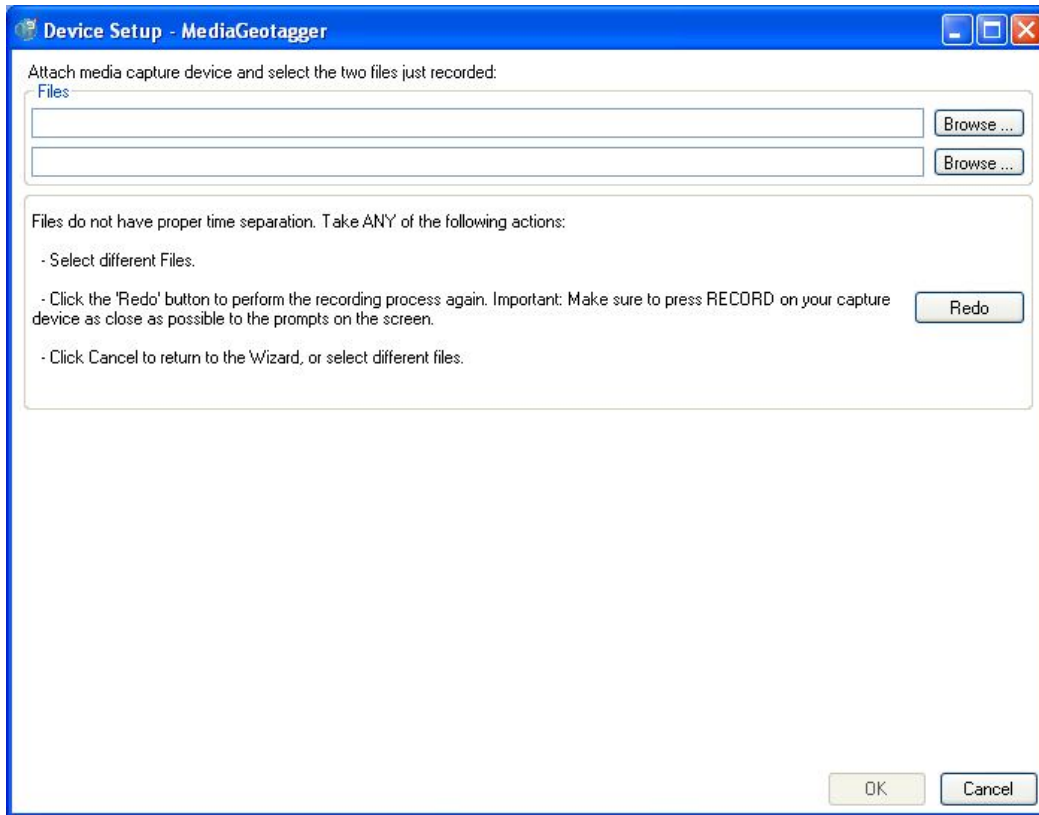 Device Setup - MediaGeotagger
Attach media capture device and select the two files just recorded:
Files
Browse ...
Browse ...
Files do not have proper time separation. Take ANY of the following actions:
- Select different Files.
- Click the 'Redo' button to perform the recording process again. Important: Make sure to press RECORD on your capture
device as close as possible to the prompts on the screen.
Redo
- Click Cancel to return to the Wizard, or select different files.
OK
Cancel